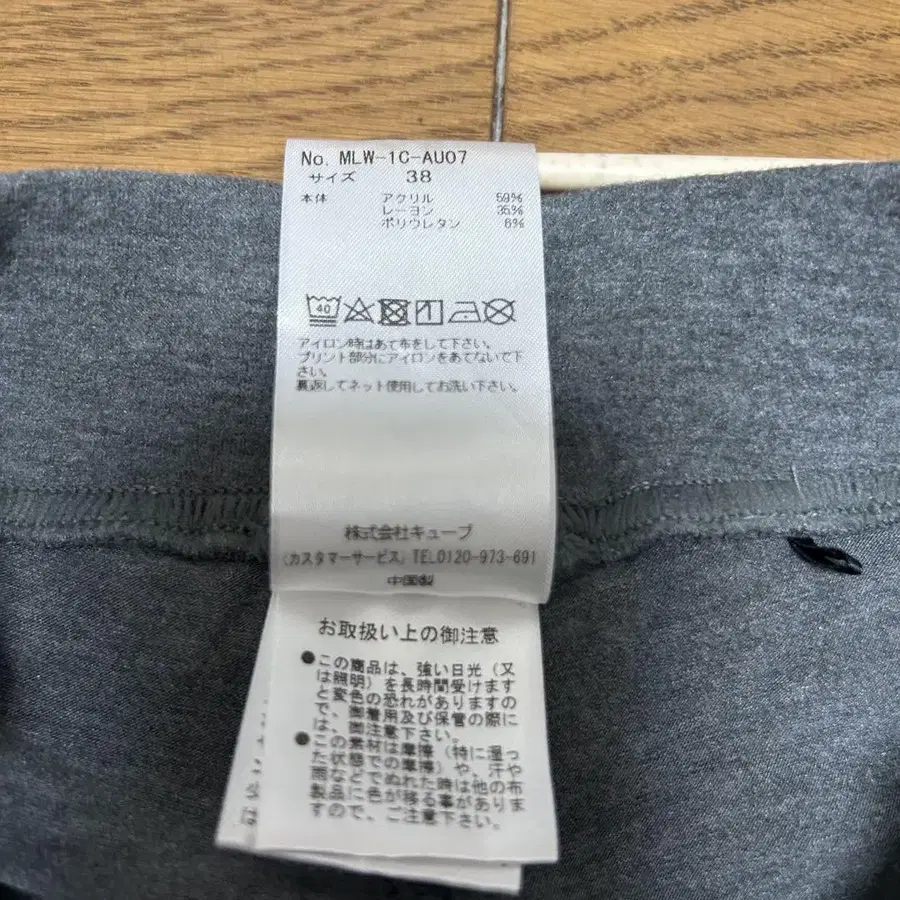 No. MLW-1C-AU07
サイズ 38
本体 アクリル 59%
レーヨン 35%
ポリウレタン 6%
40
アイロン時はあて布をして下さい。
プリント部分にアイロンをあてないで下
さい。
裏返してネット使用してお洗い下さい。
株式会社キューブ
(カスタマーサービス) TEL0120-973-691
中国製
お取扱い上の御注意
●この商品は、強い日光(又
は照明)を長時間受けます
と変色の恐れがありますの
で、御着用及び保管の際に
は、御注意下さい。
●この素材は摩擦(特に湿っ
た状態での摩擦)や、汗や
雨などでぬれた時は他の布
製品に色が移る事がありま
すので、御注意下さい。